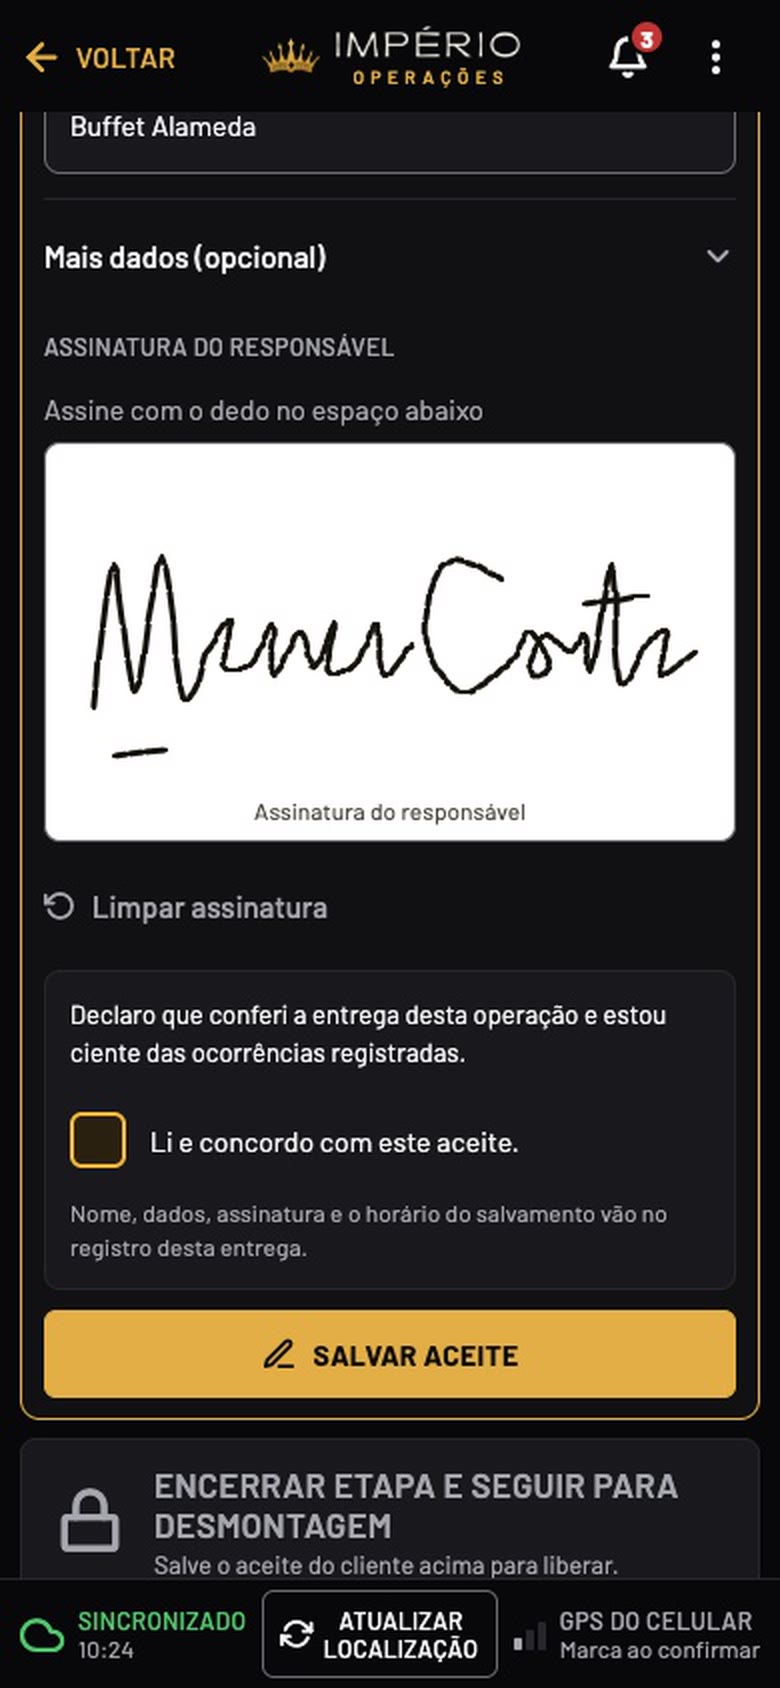 VOLTAR
IMPÉRIO
OPERAÇÕES
3
Buffet Alameda
Mais dados (opcional)
ASSINATURA DO RESPONSÁVEL
Assine com o dedo no espaço abaixo
Assinatura do responsável
Limpar assinatura
Declaro que conferi a entrega desta operação e estou
ciente das ocorrências registradas.
Li e concordo com este aceite.
Nome, dados, assinatura e o horário do salvamento vão no
registro desta entrega.
SALVAR ACEITE
ENCERRAR ETAPA E SEGUIR PARA
DESMONTAGEM
Salve o aceite do cliente acima para liberar.
SINCRONIZADO
10:24
ATUALIZAR
LOCALIZAÇÃO
GPS DO CELULAR
Marca ao confirmar